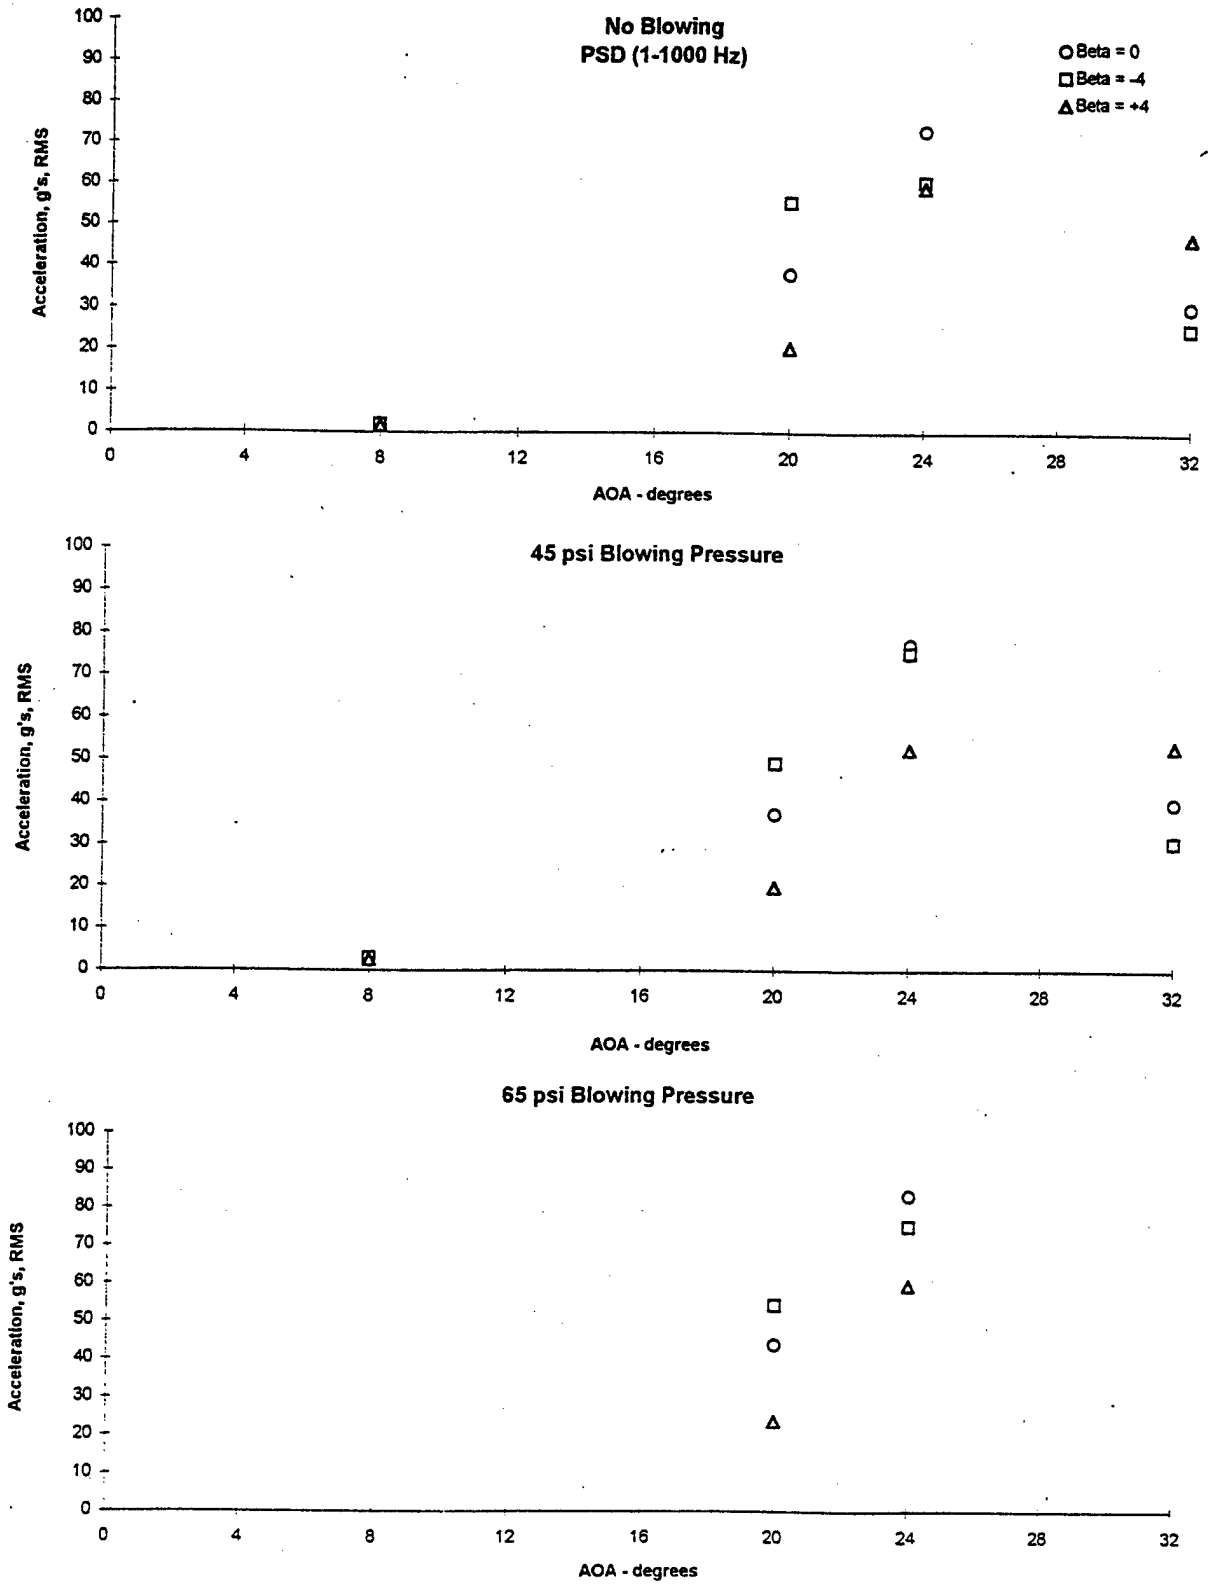 No Blowing
PSD (1-1000 Hz)
Beta = 0
Beta = -4
Beta = +4
100
90
80
70
60
50
40
30
20
10
0
Acceleration, g's, RMS
0 4 8 12 16 20 24 28 32
AOA - degrees
45 psi Blowing Pressure
100
90
80
70
60
50
40
30
20
10
0
Acceleration, g's, RMS
0 4 8 12 16 20 24 28 32
AOA - degrees
65 psi Blowing Pressure
100
90
80
70
60
50
40
30
20
10
0
Acceleration, g's, RMS
0 4 8 12 16 20 24 28 32
AOA - degrees